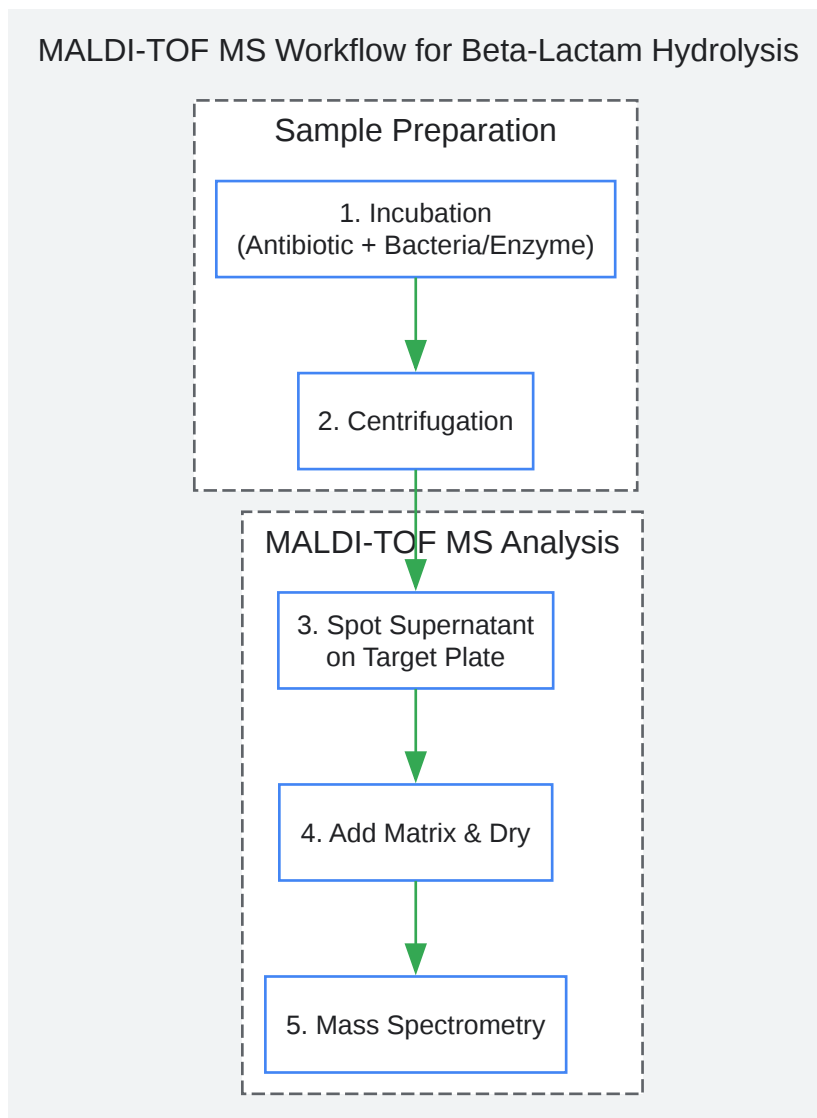 MALDI-TOF MS Workflow for Beta-Lactam Hydrolysis
Sample Preparation
1. Incubation
(Antibiotic + Bacteria/Enzyme)
2. Centrifugation
MALDI-TOF MS Analysis
3. Spot Supernatant
on Target Plate
4. Add Matrix & Dry
5. Mass Spectrometry